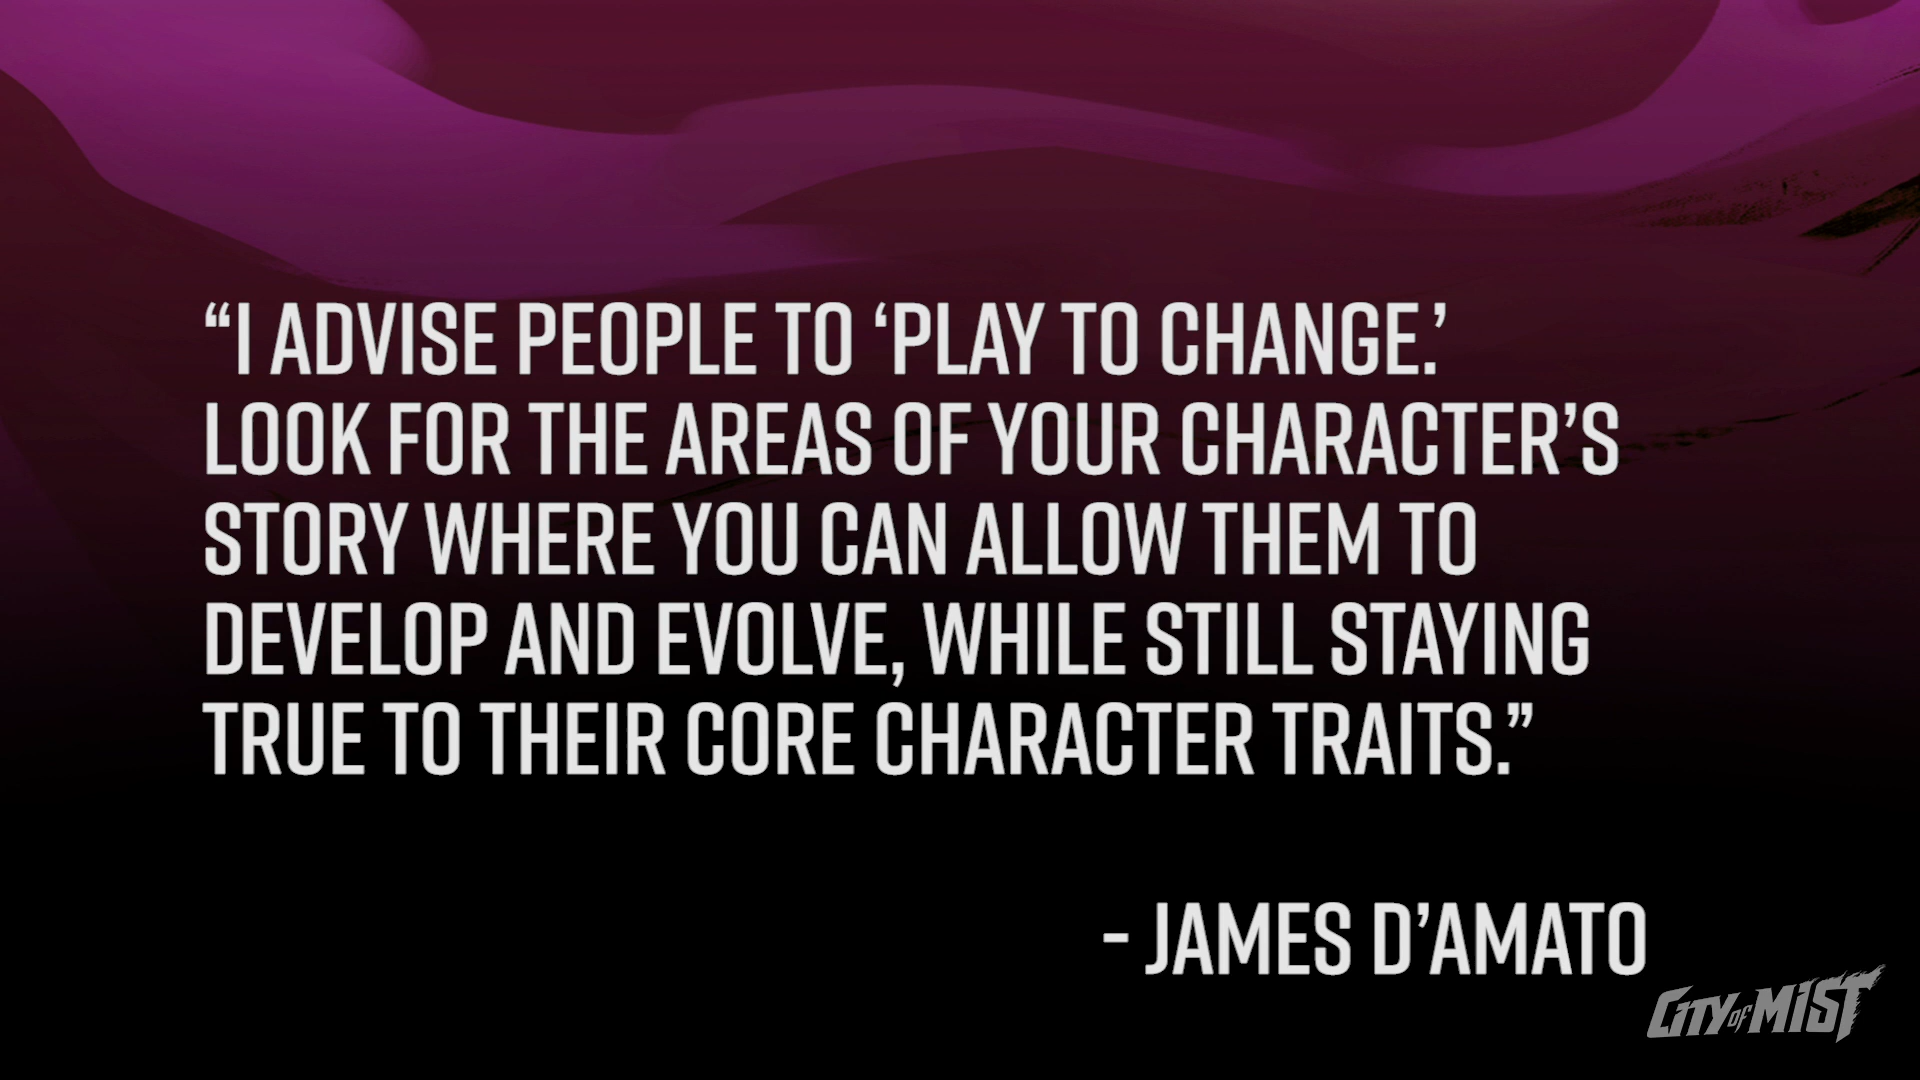 “I ADVISE PEOPLE TO ‘PLAY TO CHANGE.’
LOOK FOR THE AREAS OF YOUR CHARACTER’S
STORY WHERE YOU CAN ALLOW THEM TO
DEVELOP AND EVOLVE, WHILE STILL STAYING
TRUE TO THEIR CORE CHARACTER TRAITS.”
- JAMES D’AMATO
CITY OF MIST